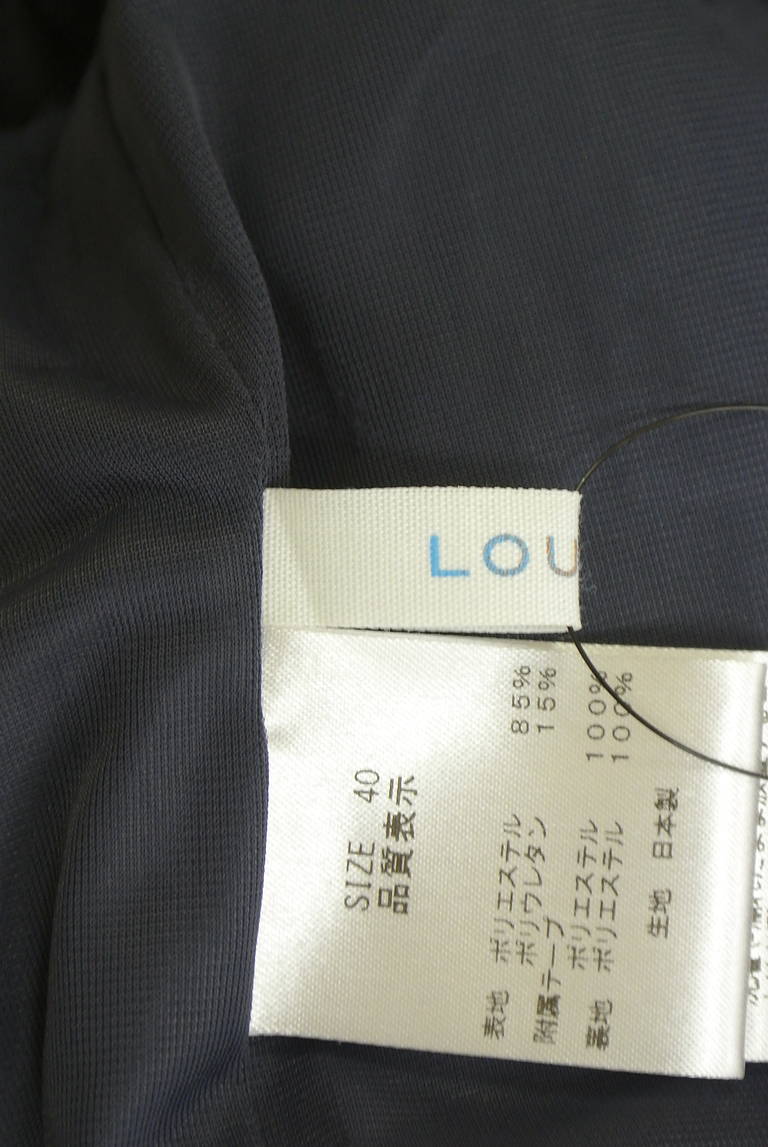 LOU
SIZE 40
品質表示
表地 ポリエステル 85%
ポリウレタン 15%
附属テープ
ポリエステル 100%
裏地 ポリエステル 100%
生地 日本製